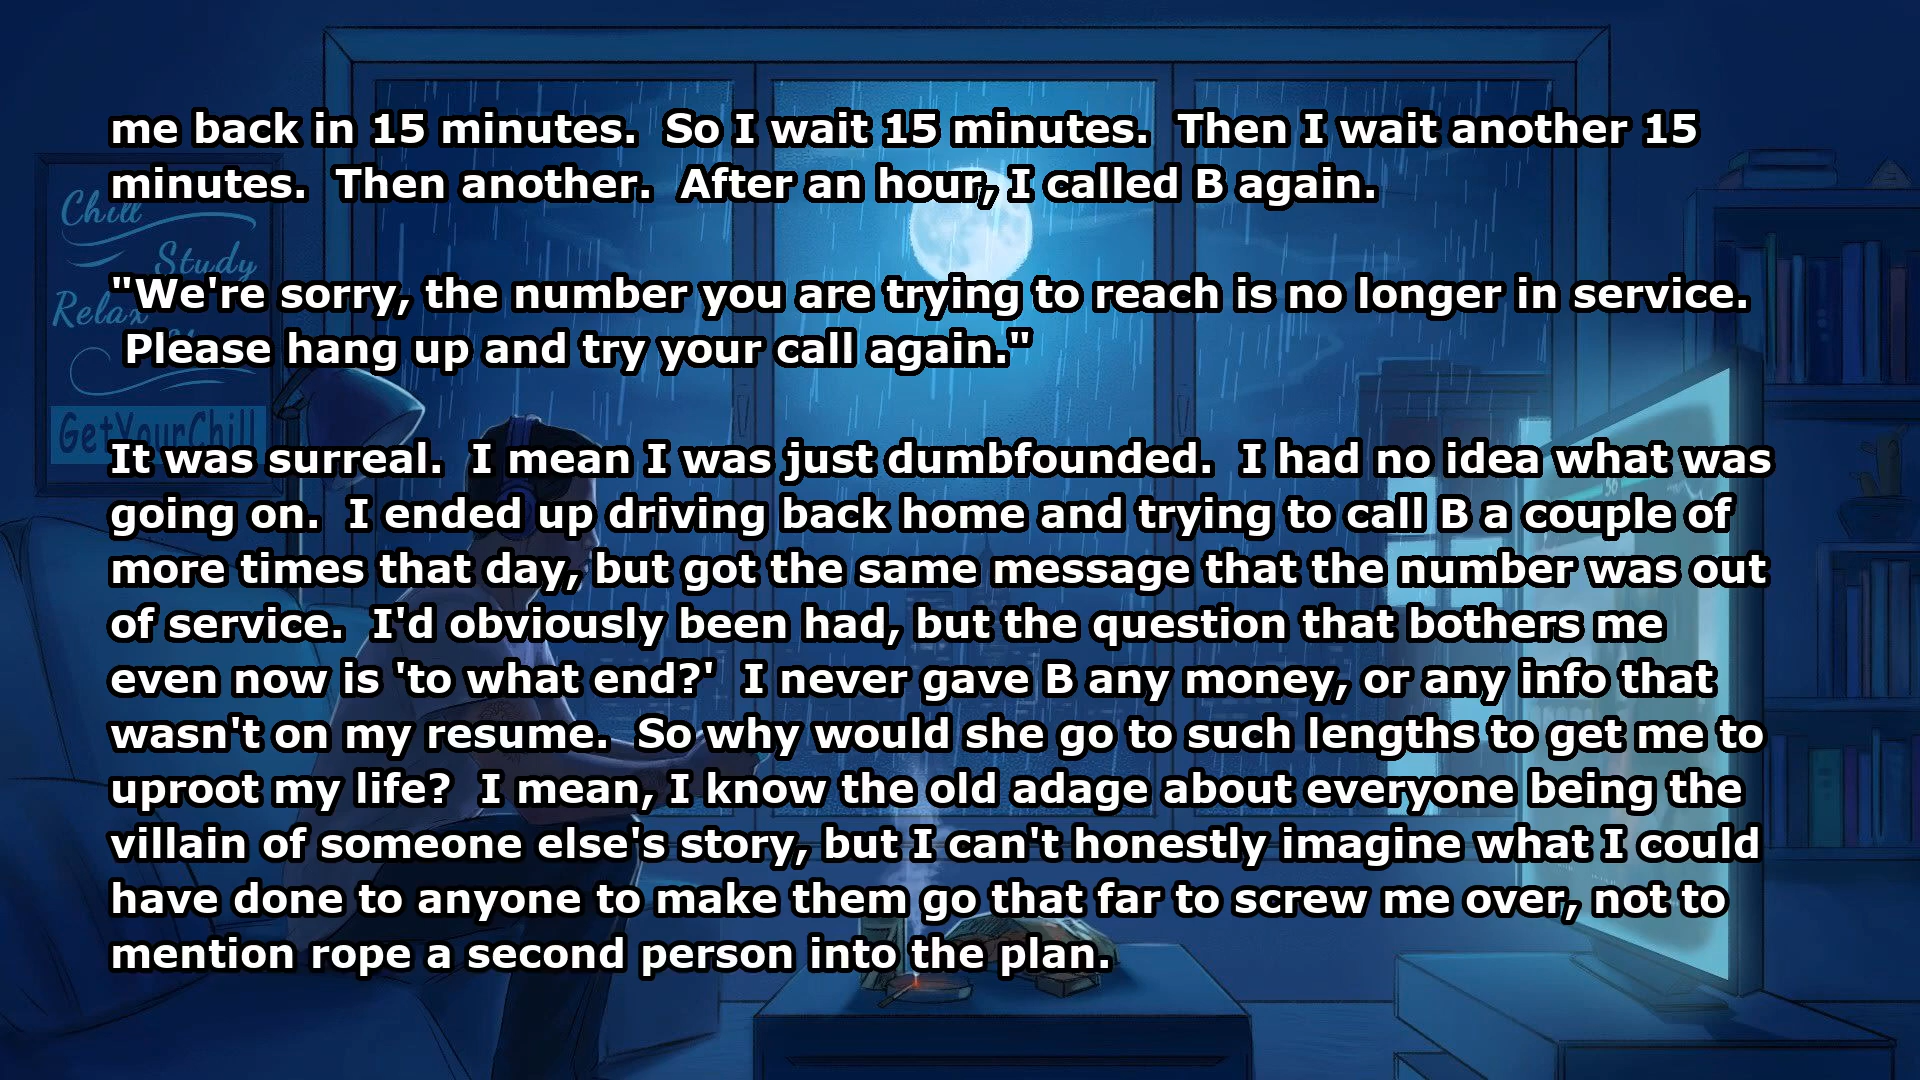 me back in 15 minutes.  So I wait 15 minutes.  Then I wait another 15
minutes.  Then another.  After an hour, I called B again.
"We're sorry, the number you are trying to reach is no longer in service.
Please hang up and try your call again."
It was surreal.  I mean I was just dumbfounded.  I had no idea what was
going on.  I ended up driving back home and trying to call B a couple of
more times that day, but got the same message that the number was out
of service.  I'd obviously been had, but the question that bothers me
even now is 'to what end?'  I never gave B any money, or any info that
wasn't on my resume.  So why would she go to such lengths to get me to
uproot my life?  I mean, I know the old adage about everyone being the
villain of someone else's story, but I can't honestly imagine what I could
have done to anyone to make them go that far to screw me over, not to
mention rope a second person into the plan.
Chill
Study
Relax
GetYourChill